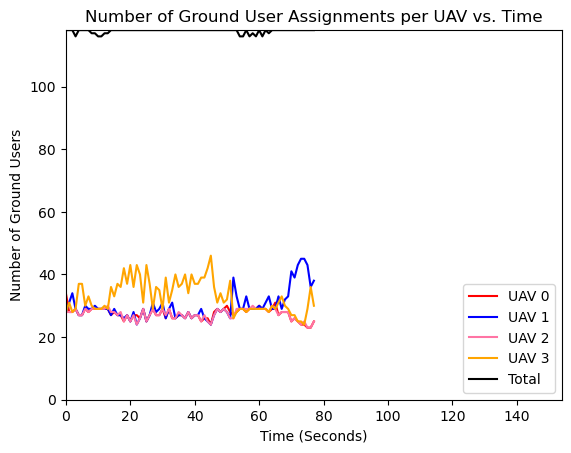 Number of Ground User Assignments per UAV vs. Time
Number of Ground Users
100
80
60
40
20
0
0 20 40 60 80 100 120 140
Time (Seconds)
UAV 0
UAV 1
UAV 2
UAV 3
Total